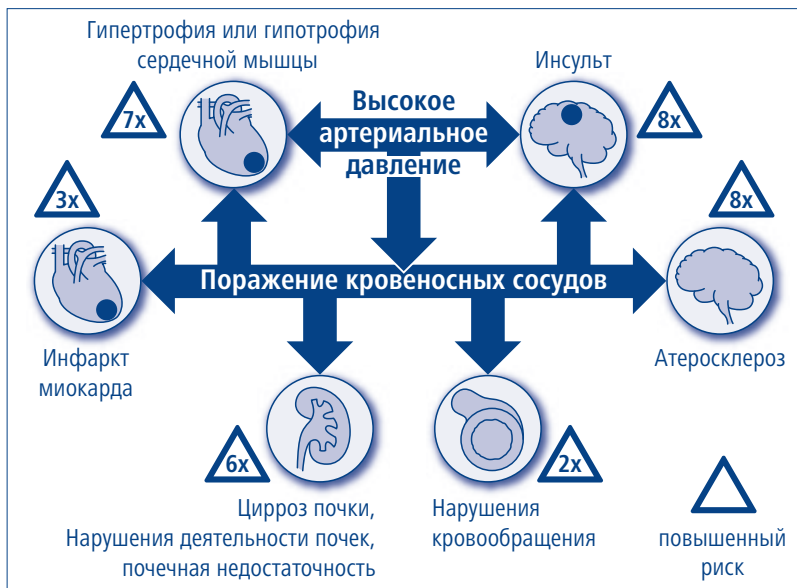 Гипертрофия или гипотрофия
сердечной мышцы
Инсульт
7x
Высокое
артериальное
давление
8x
3x
8x
Поражение кровеносных сосудов
Инфаркт
миокарда
Атеросклероз
6x
2x
Цирроз почки,
Нарушения деятельности почек,
почечная недостаточность
Нарушения
кровообращения
повышенный
риск